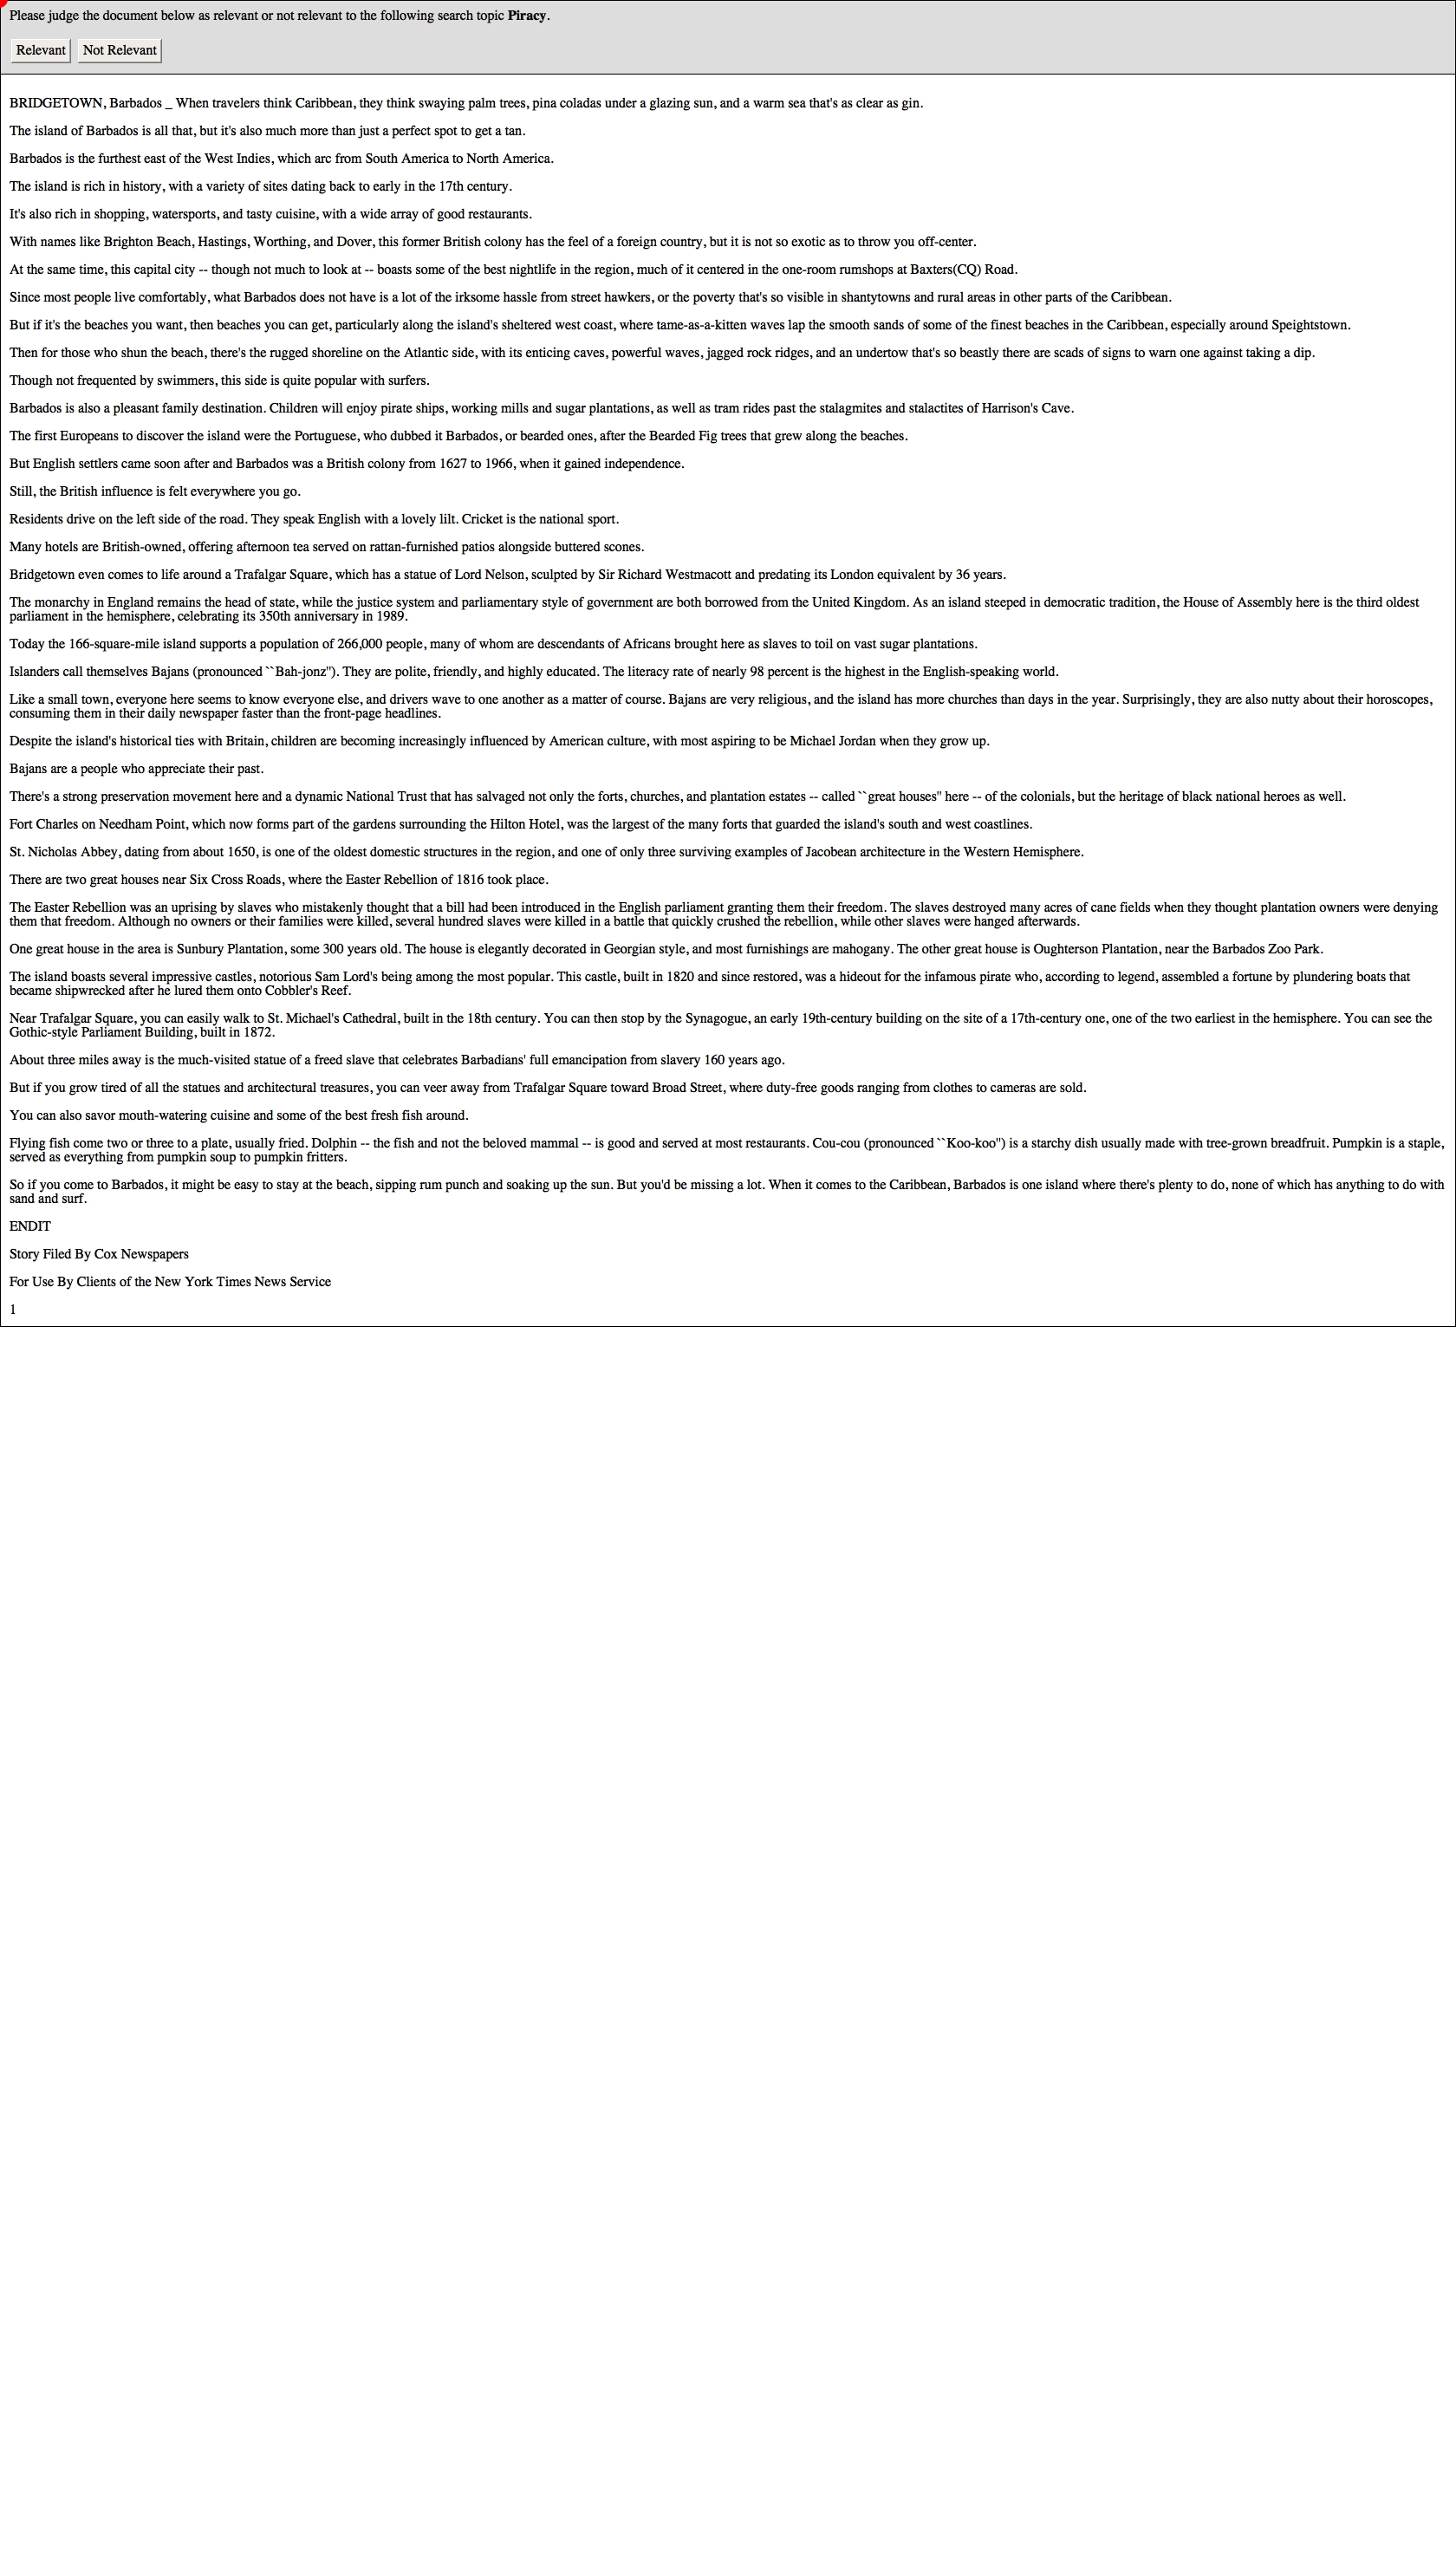 Please judge the document below as relevant or not relevant to the following search topic Piracy.
Relevant Not Relevant
BRIDGETOWN, Barbados _ When travelers think Caribbean, they think swaying palm trees, pina coladas under a glazing sun, and a warm sea that's as clear as gin.
The island of Barbados is all that, but it's also much more than just a perfect spot to get a tan.
Barbados is the furthest east of the West Indies, which arc from South America to North America.
The island is rich in history, with a variety of sites dating back to early in the 17th century.
It's also rich in shopping, watersports, and tasty cuisine, with a wide array of good restaurants.
With names like Brighton Beach, Hastings, Worthing, and Dover, this former British colony has the feel of a foreign country, but it is not so exotic as to throw you off-center.
At the same time, this capital city -- though not much to look at -- boasts some of the best nightlife in the region, much of it centered in the one-room rumshops at Baxters(CQ) Road.
Since most people live comfortably, what Barbados does not have is a lot of the irksome hassle from street hawkers, or the poverty that's so visible in shantytowns and rural areas in other parts of the Caribbean.
But if it's the beaches you want, then beaches you can get, particularly along the island's sheltered west coast, where tame-as-a-kitten waves lap the smooth sands of some of the finest beaches in the Caribbean, especially around Speightstown.
Then for those who shun the beach, there's the rugged shoreline on the Atlantic side, with its enticing caves, powerful waves, jagged rock ridges, and an undertow that's so beastly there are scads of signs to warn one against taking a dip.
Though not frequented by swimmers, this side is quite popular with surfers.
Barbados is also a pleasant family destination. Children will enjoy pirate ships, working mills and sugar plantations, as well as tram rides past the stalagmites and stalactites of Harrison's Cave.
The first Europeans to discover the island were the Portuguese, who dubbed it Barbados, or bearded ones, after the Bearded Fig trees that grew along the beaches.
But English settlers came soon after and Barbados was a British colony from 1627 to 1966, when it gained independence.
Still, the British influence is felt everywhere you go.
Residents drive on the left side of the road. They speak English with a lovely lilt. Cricket is the national sport.
Many hotels are British-owned, offering afternoon tea served on rattan-furnished patios alongside buttered scones.
Bridgetown even comes to life around a Trafalgar Square, which has a statue of Lord Nelson, sculpted by Sir Richard Westmacott and predating its London equivalent by 36 years.
The monarchy in England remains the head of state, while the justice system and parliamentary style of government are both borrowed from the United Kingdom. As an island steeped in democratic tradition, the House of Assembly here is the third oldest
parliament in the hemisphere, celebrating its 350th anniversary in 1989.
Today the 166-square-mile island supports a population of 266,000 people, many of whom are descendants of Africans brought here as slaves to toil on vast sugar plantations.
Islanders call themselves Bajans (pronounced ``Bah-jonz''). They are polite, friendly, and highly educated. The literacy rate of nearly 98 percent is the highest in the English-speaking world.
Like a small town, everyone here seems to know everyone else, and drivers wave to one another as a matter of course. Bajans are very religious, and the island has more churches than days in the year. Surprisingly, they are also nutty about their horoscopes,
consuming them in their daily newspaper faster than the front-page headlines.
Despite the island's historical ties with Britain, children are becoming increasingly influenced by American culture, with most aspiring to be Michael Jordan when they grow up.
Bajans are a people who appreciate their past.
There's a strong preservation movement here and a dynamic National Trust that has salvaged not only the forts, churches, and plantation estates -- called ``great houses'' here -- of the colonials, but the heritage of black national heroes as well.
Fort Charles on Needham Point, which now forms part of the gardens surrounding the Hilton Hotel, was the largest of the many forts that guarded the island's south and west coastlines.
St. Nicholas Abbey, dating from about 1650, is one of the oldest domestic structures in the region, and one of only three surviving examples of Jacobean architecture in the Western Hemisphere.
There are two great houses near Six Cross Roads, where the Easter Rebellion of 1816 took place.
The Easter Rebellion was an uprising by slaves who mistakenly thought that a bill had been introduced in the English parliament granting them their freedom. The slaves destroyed many acres of cane fields when they thought plantation owners were denying
them that freedom. Although no owners or their families were killed, several hundred slaves were killed in a battle that quickly crushed the rebellion, while other slaves were hanged afterwards.
One great house in the area is Sunbury Plantation, some 300 years old. The house is elegantly decorated in Georgian style, and most furnishings are mahogany. The other great house is Oughterson Plantation, near the Barbados Zoo Park.
The island boasts several impressive castles, notorious Sam Lord's being among the most popular. This castle, built in 1820 and since restored, was a hideout for the infamous pirate who, according to legend, assembled a fortune by plundering boats that
became shipwrecked after he lured them onto Cobbler's Reef.
Near Trafalgar Square, you can easily walk to St. Michael's Cathedral, built in the 18th century. You can then stop by the Synagogue, an early 19th-century building on the site of a 17th-century one, one of the two earliest in the hemisphere. You can see the
Gothic-style Parliament Building, built in 1872.
About three miles away is the much-visited statue of a freed slave that celebrates Barbadians' full emancipation from slavery 160 years ago.
But if you grow tired of all the statues and architectural treasures, you can veer away from Trafalgar Square toward Broad Street, where duty-free goods ranging from clothes to cameras are sold.
You can also savor mouth-watering cuisine and some of the best fresh fish around.
Flying fish come two or three to a plate, usually fried. Dolphin -- the fish and not the beloved mammal -- is good and served at most restaurants. Cou-cou (pronounced ``Koo-koo'') is a starchy dish usually made with tree-grown breadfruit. Pumpkin is a staple,
served as everything from pumpkin soup to pumpkin fritters.
So if you come to Barbados, it might be easy to stay at the beach, sipping rum punch and soaking up the sun. But you'd be missing a lot. When it comes to the Caribbean, Barbados is one island where there's plenty to do, none of which has anything to do with
sand and surf.
ENDIT
Story Filed By Cox Newspapers
For Use By Clients of the New York Times News Service
1